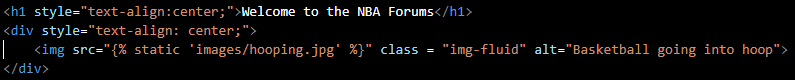 <h1 style="text-align:center;">Welcome to the NBA Forums</h1>
<div style="text-align: center;">
    <img src="{% static 'images/hooping.jpg' %}" class = "img-fluid" alt="Basketball going into hoop">
</div>